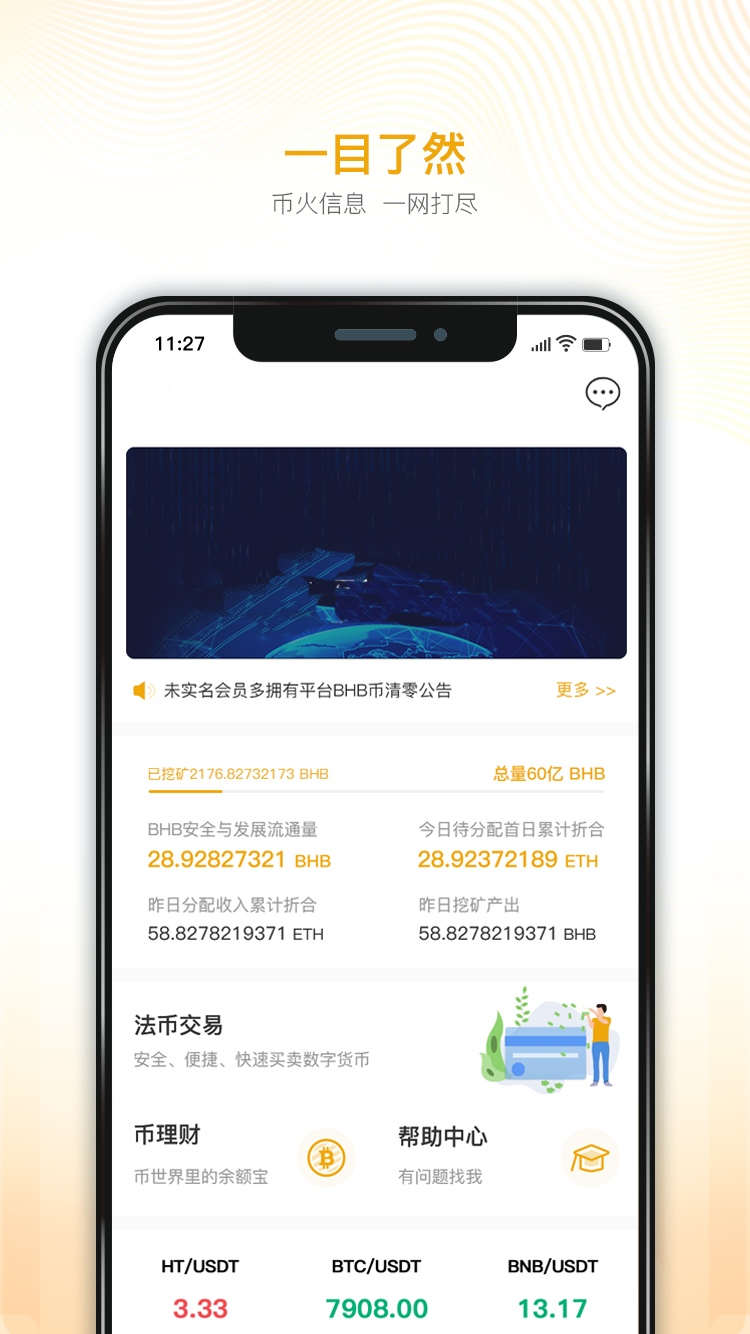 一目了然
币火信息 一网打尽
11:27
未实名会员多拥有平台BHB币清零公告 更多 >>
已挖矿2176.82732173 BHB 总量60亿 BHB
BHB安全与发展流通量 今日待分配首日累计折合
28.92827321 BHB 28.92372189 ETH
昨日分配收入累计折合 昨日挖矿产出
58.8278219371 ETH 58.8278219371 BHB
法币交易
安全、便捷、快速买卖数字货币
币理财 帮助中心
币世界里的余额宝 有问题找我
HT/USDT BTC/USDT BNB/USDT
3.33 7908.00 13.17